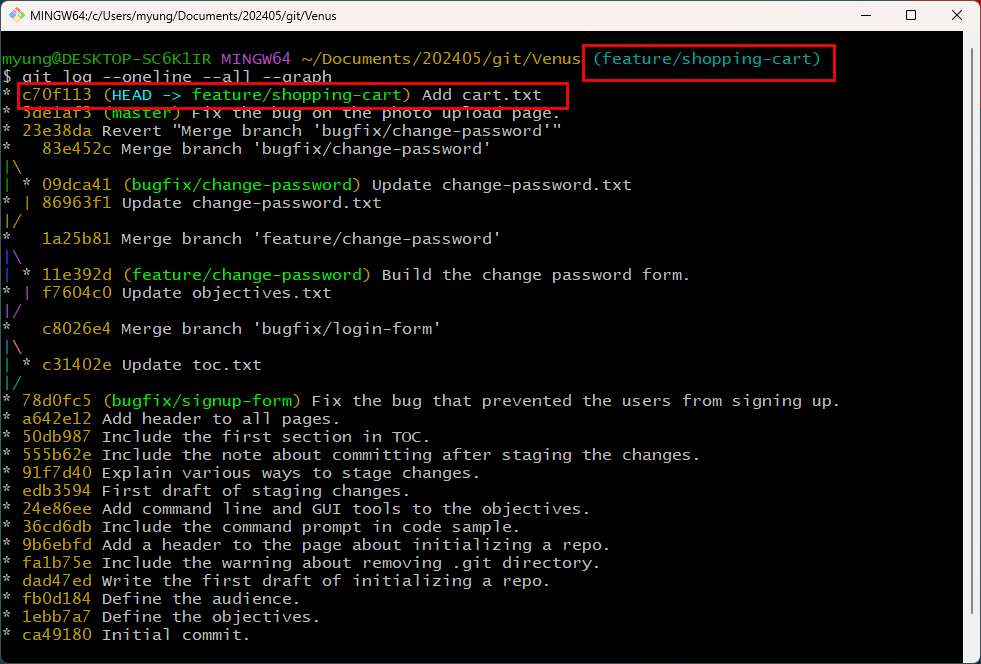 MINGW64:/c/Users/myung/Documents/202405/git/Venus
myung@DESKTOP-SC6K1IR MINGW64 ~/Documents/202405/git/Venus (feature/shopping-cart)
$ git log --oneline --all --graph
* c70f113 (HEAD -> feature/shopping-cart) Add cart.txt
* 5de1af3 (master) Fix the bug on the photo upload page.
* 23e38da Revert "Merge branch 'bugfix/change-password'"
*   83e452c Merge branch 'bugfix/change-password'
|\
| * 09dca41 (bugfix/change-password) Update change-password.txt
* | 86963f1 Update change-password.txt
|/
*   1a25b81 Merge branch 'feature/change-password'
|\
| * 11e392d (feature/change-password) Build the change password form.
* | f7604c0 Update objectives.txt
|/
*   c8026e4 Merge branch 'bugfix/login-form'
|\
| * c31402e Update toc.txt
|/
* 78d0fc5 (bugfix/signup-form) Fix the bug that prevented the users from signing up.
* a642e12 Add header to all pages.
* 50db987 Include the first section in TOC.
* 555b62e Include the note about committing after staging the changes.
* 91f7d40 Explain various ways to stage changes.
* edb3594 First draft of staging changes.
* 24e86ee Add command line and GUI tools to the objectives.
* 36cd6db Include the command prompt in code sample.
* 9b6ebfd Add a header to the page about initializing a repo.
* fa1b75e Include the warning about removing .git directory.
* dad47ed Write the first draft of initializing a repo.
* fb0d184 Define the audience.
* 1ebb7a7 Define the objectives.
* ca49180 Initial commit.